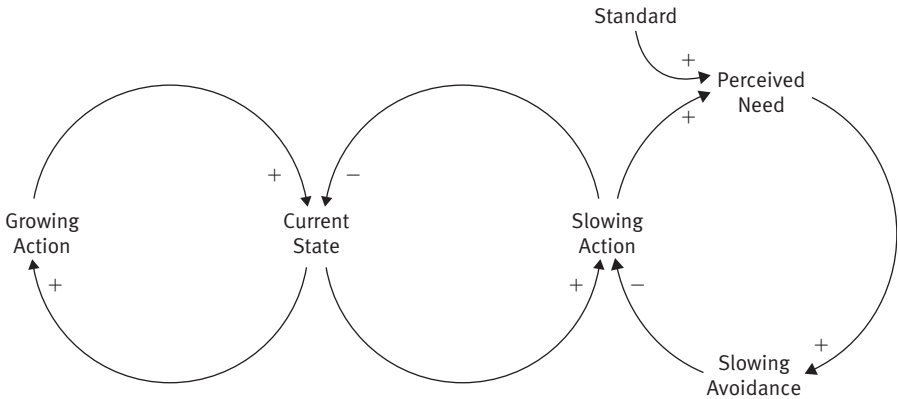 Standard
+
Perceived
Need
+
+
−
Growing
Action
Current
State
Slowing
Action
+
+
−
+
Slowing
Avoidance